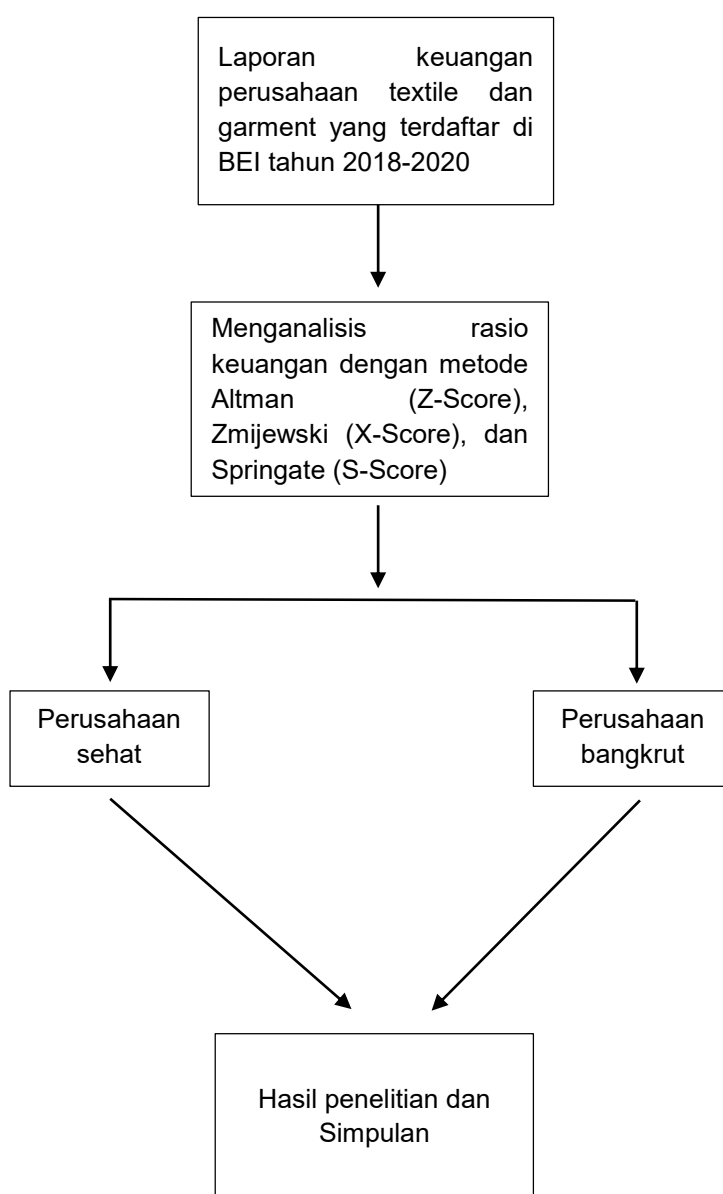 Laporan keuangan
perusahaan textile dan
garment yang terdaftar di
BEI tahun 2018-2020
Menganalisis rasio
keuangan dengan metode
Altman (Z-Score),
Zmijewski (X-Score), dan
Springate (S-Score)
Perusahaan
sehat
Perusahaan
bangkrut
Hasil penelitian dan
Simpulan